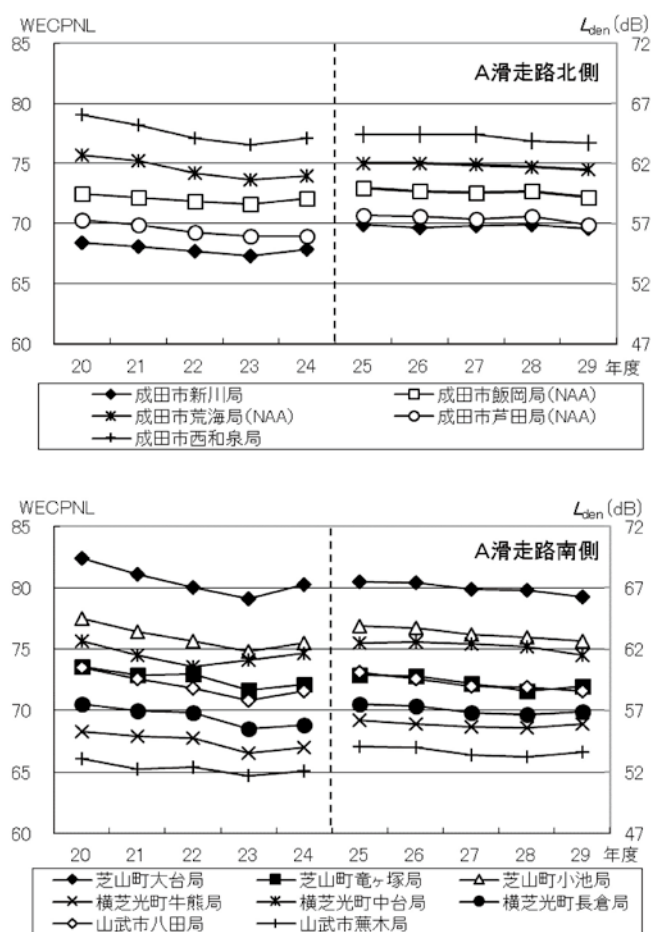 WECPNL
Lden(dB)
85
72
A滑走路北側
80
67
75
62
70
57
65
52
60
47
20 21 22 23 24 25 26 27 28 29 年度
成田市新川局
成田市飯岡局(NAA)
成田市荒海局(NAA)
成田市芦田局(NAA)
成田市西和泉局
WECPNL
Lden(dB)
85
72
A滑走路南側
80
67
75
62
70
57
65
52
60
47
20 21 22 23 24 25 26 27 28 29 年度
芝山町大台局
芝山町竜ヶ塚局
芝山町小池局
横芝光町牛熊局
横芝光町中台局
横芝光町長倉局
山武市八田局
山武市蕪木局